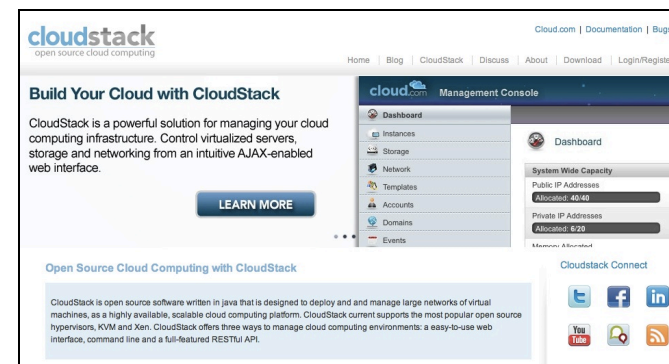 cloudstack
open source cloud computing
Cloud.com | Documentation | Bugs
Home | Blog | CloudStack | Discuss | About | Download | Login/Registe
Build Your Cloud with CloudStack
CloudStack is a powerful solution for managing your cloud
computing infrastructure. Control virtualized servers,
storage and networking from an intuitive AJAX-enabled
web interface.
LEARN MORE
cloud.com Management Console
Dashboard
Instances
Storage
Network
Templates
Accounts
Domains
Events
Dashboard
System Wide Capacity
Public IP Addresses
Allocated: 40/40
Private IP Addresses
Allocated: 6/20
Memory Allocated
Open Source Cloud Computing with CloudStack
CloudStack is open source software written in java that is designed to deploy and and manage large networks of virtual
machines, as a highly available, scalable cloud computing platform. CloudStack current supports the most popular open source
hypervisors, KVM and Xen. CloudStack offers three ways to manage cloud computing environments: a easy-to-use web
interface, command line and a full-featured RESTful API.
Cloudstack Connect
t f in
You
Tube